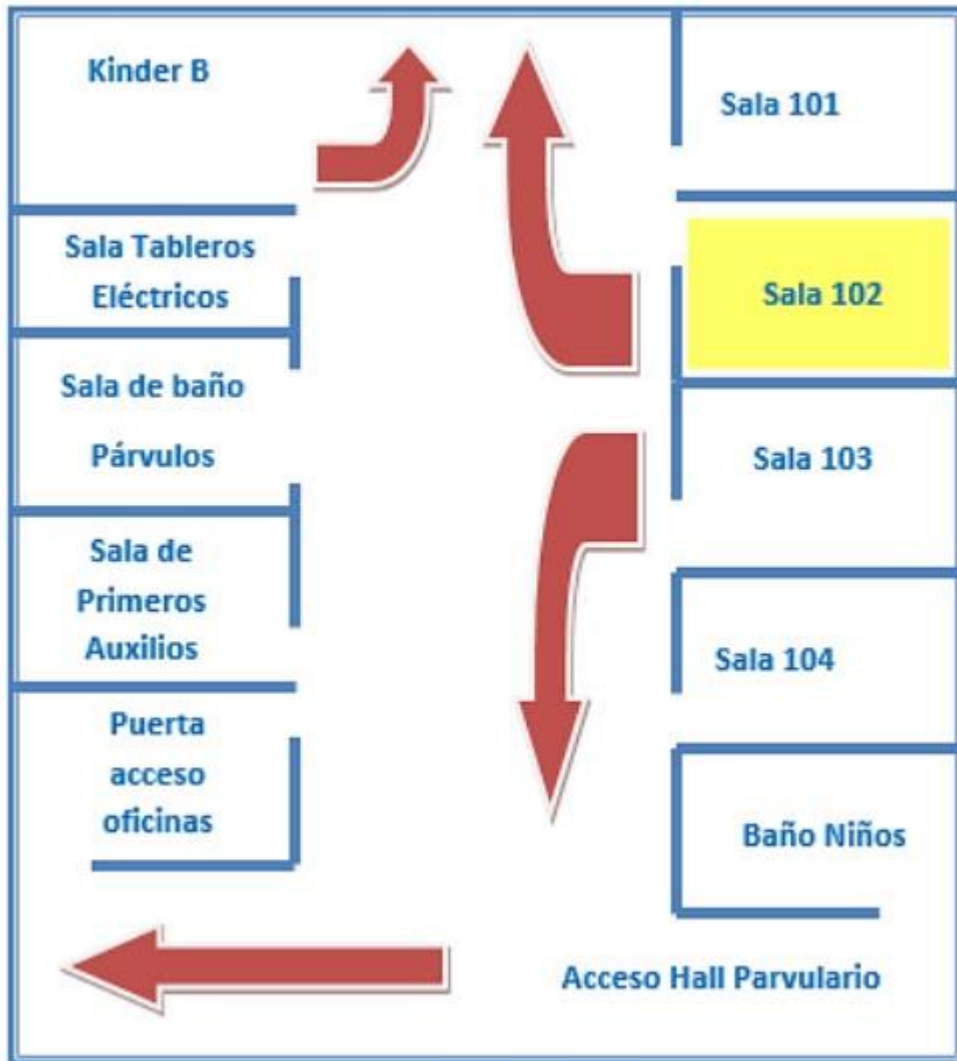 Kinder B
Sala Tableros
Eléctricos
Sala de baño
Párvulos
Sala de
Primeros
Auxilios
Puerta
acceso
oficinas
Sala 101
Sala 102
Sala 103
Sala 104
Baño Niños
Acceso Hall Parvulario